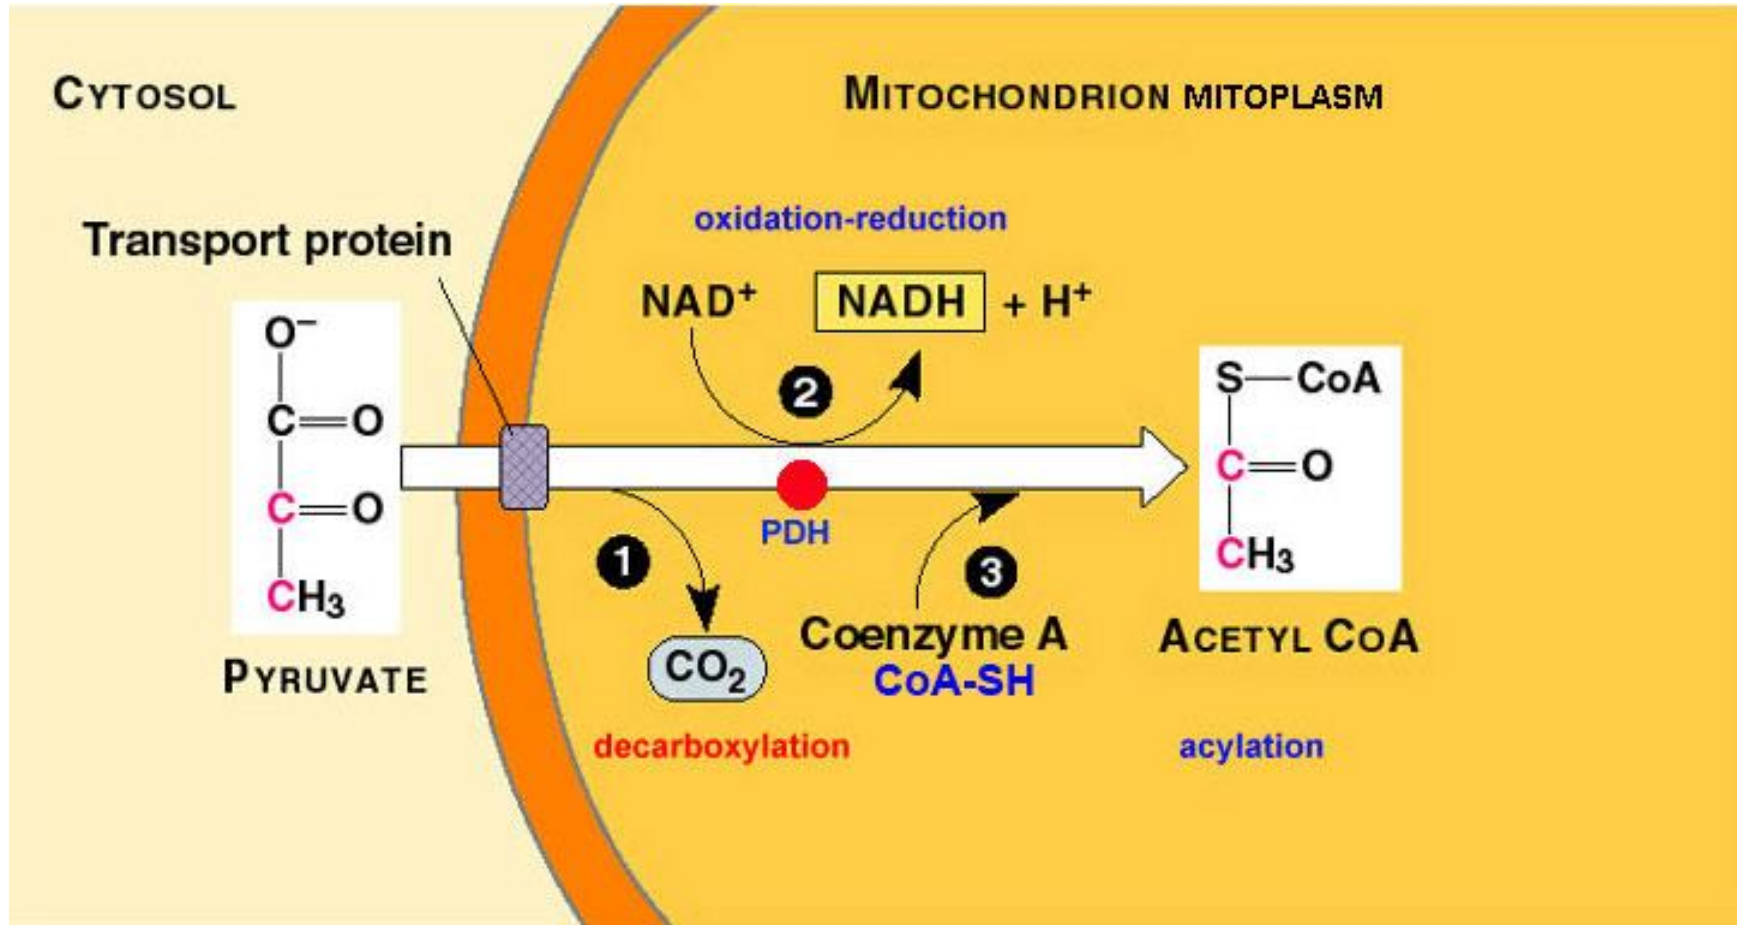 CYTOSOL
MITOCHONDRION MITOPLASM
Transport protein
oxidation-reduction
NAD⁺ NADH + H⁺
O⁻
C=O
C=O
CH₃
PYRUVATE
2
PDH
1
3
CO₂
decarboxylation
Coenzyme A
CoA-SH
S—CoA
C=O
CH₃
ACETYL COA
acylation